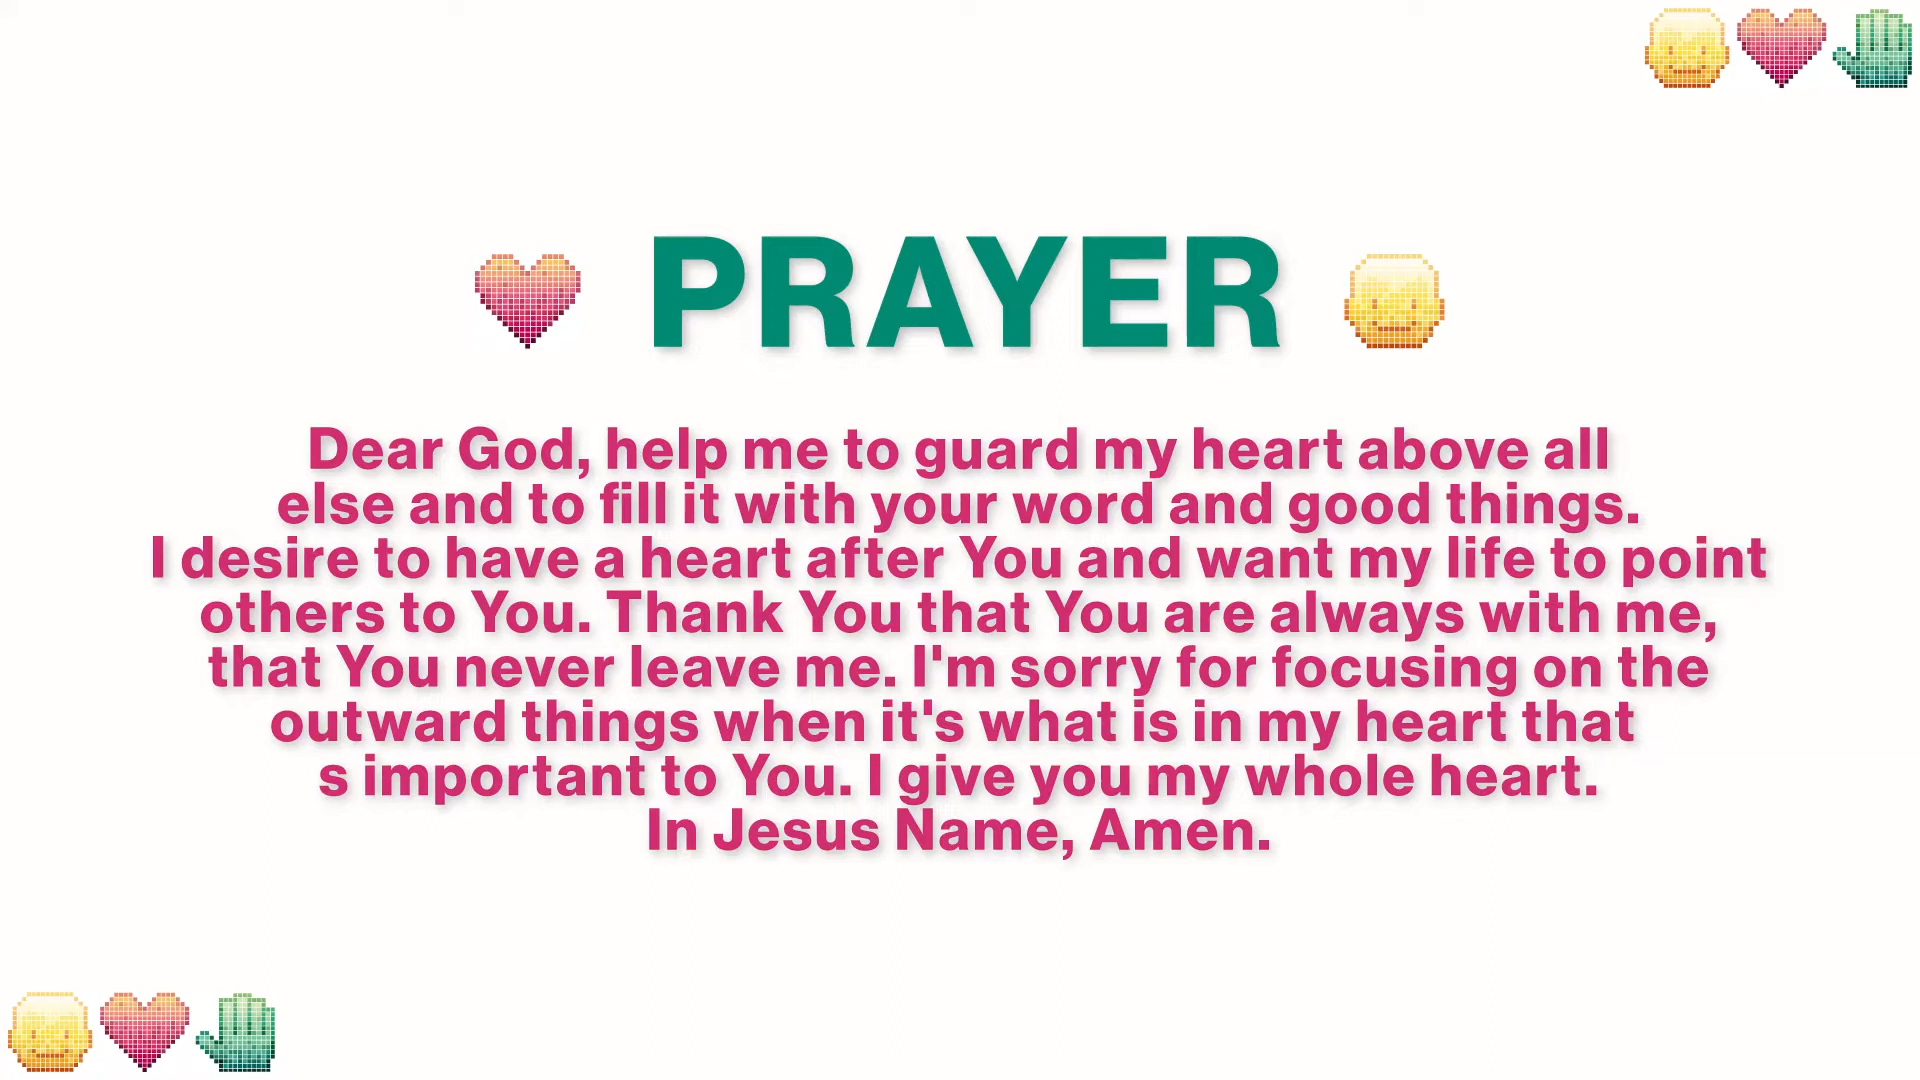 PRAYER
Dear God, help me to guard my heart above all
else and to fill it with your word and good things.
I desire to have a heart after You and want my life to point
others to You. Thank You that You are always with me,
that You never leave me. I'm sorry for focusing on the
outward things when it's what is in my heart that
s important to You. I give you my whole heart.
In Jesus Name, Amen.